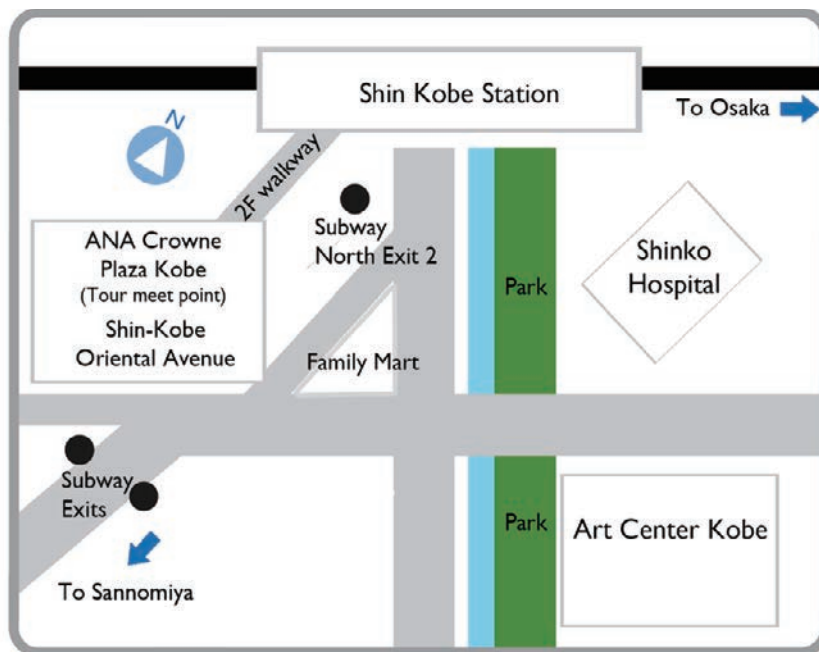 Shin Kobe Station
To Osaka
N
2F walkway
Subway
North Exit 2
ANA Crowne
Plaza Kobe
(Tour meet point)
Shin-Kobe
Oriental Avenue
Park
Shinko
Hospital
Family Mart
Subway
Exits
To Sannomiya
Park
Art Center Kobe